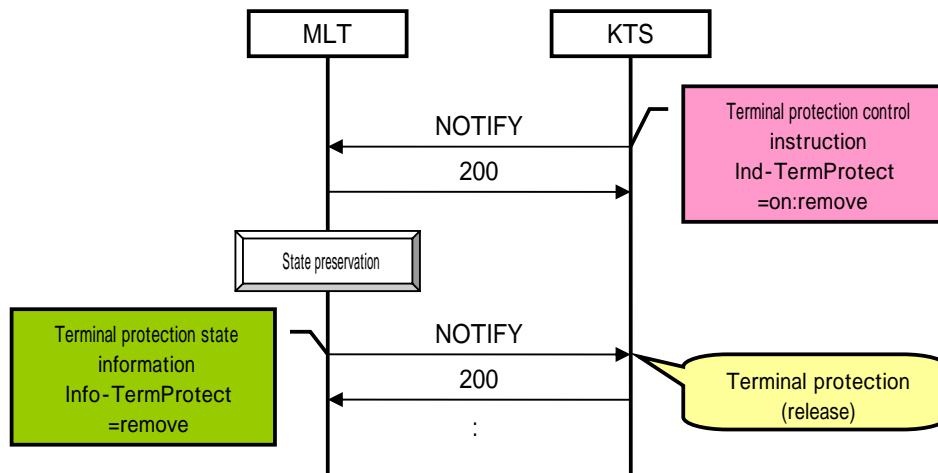 MLT
KTS
NOTIFY
200
Terminal protection control
instruction
Ind-TermProtect
=on:remove
State preservation
Terminal protection state
information
Info-TermProtect
=remove
NOTIFY
200
:
Terminal protection
(release)